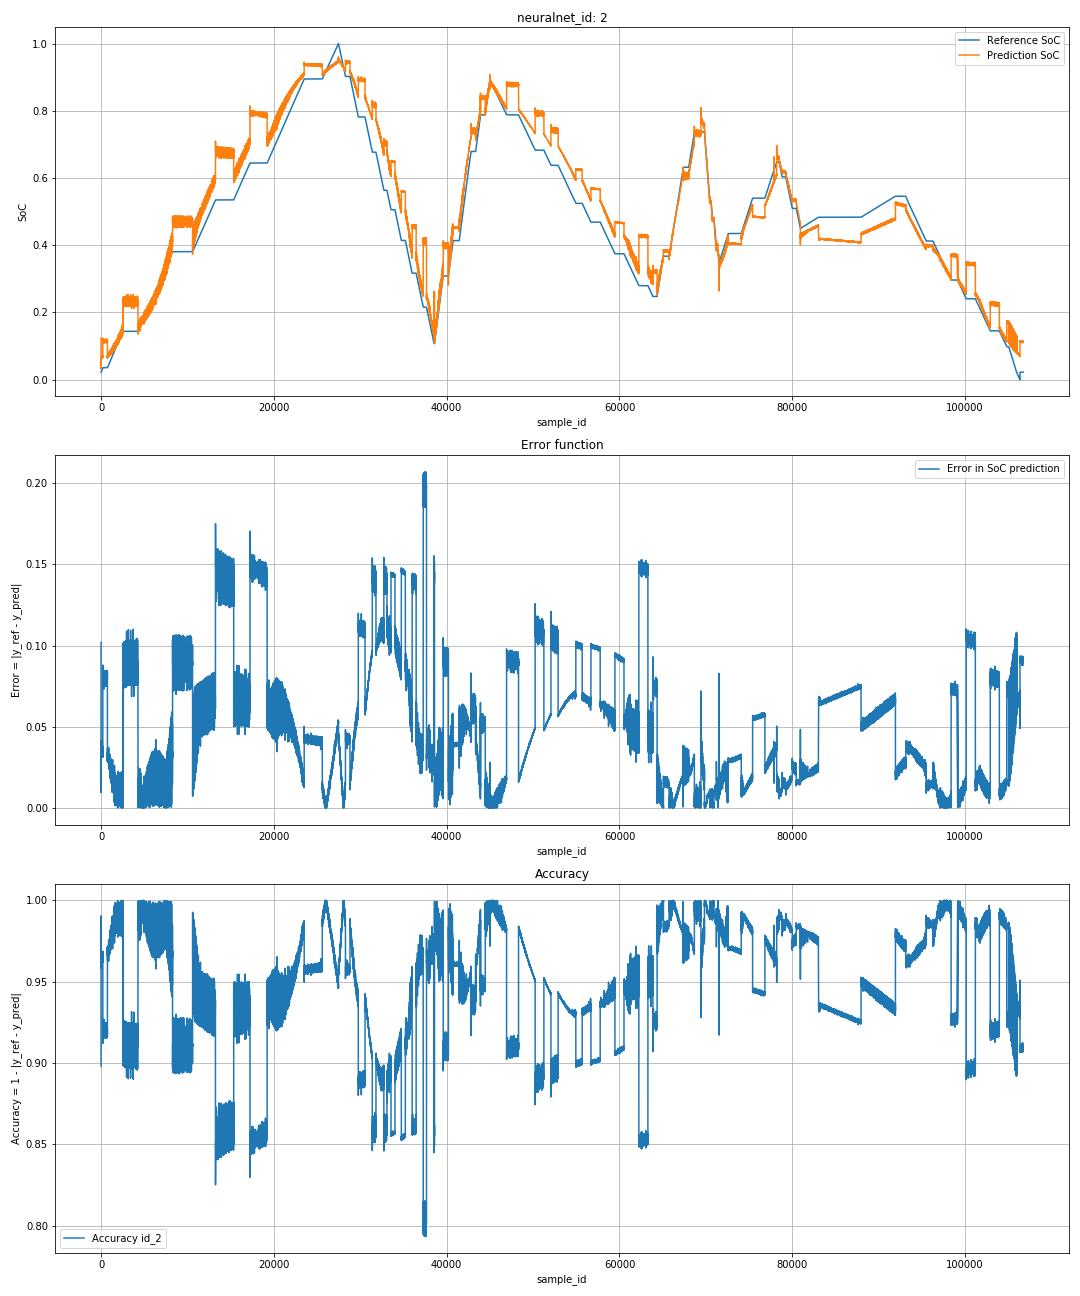 neuralnet_id: 2
Reference SoC
Prediction SoC
1.0
0.8
0.6
0.4
0.2
0.0
SoC
0 20000 40000 60000 80000 100000
sample_id
Error function
Error in SoC prediction
0.20
0.15
0.10
0.05
0.00
Error = |y_ref - y_pred|
0 20000 40000 60000 80000 100000
sample_id
Accuracy
1.00
0.95
0.90
0.85
0.80
Accuracy = 1 - |y_ref - y_pred|
Accuracy id_2
0 20000 40000 60000 80000 100000
sample_id